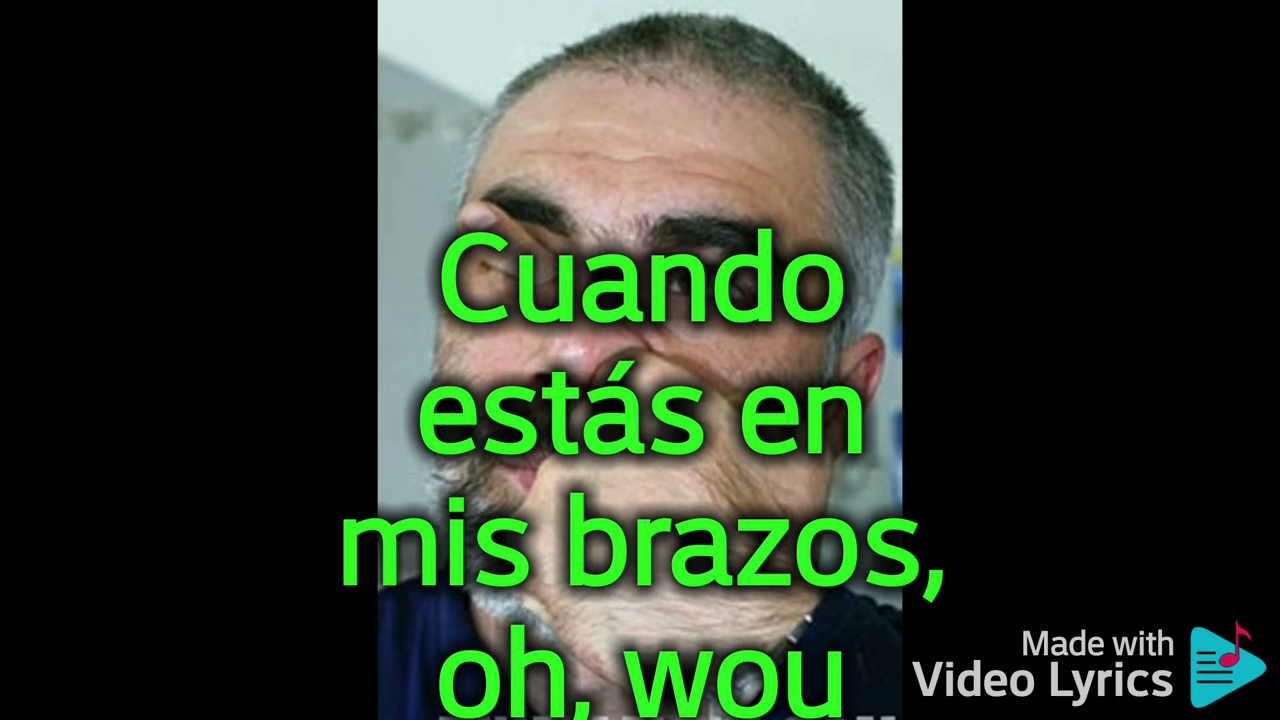 Cuando
estás en
mis brazos,
oh, wou
Made with
Video Lyrics